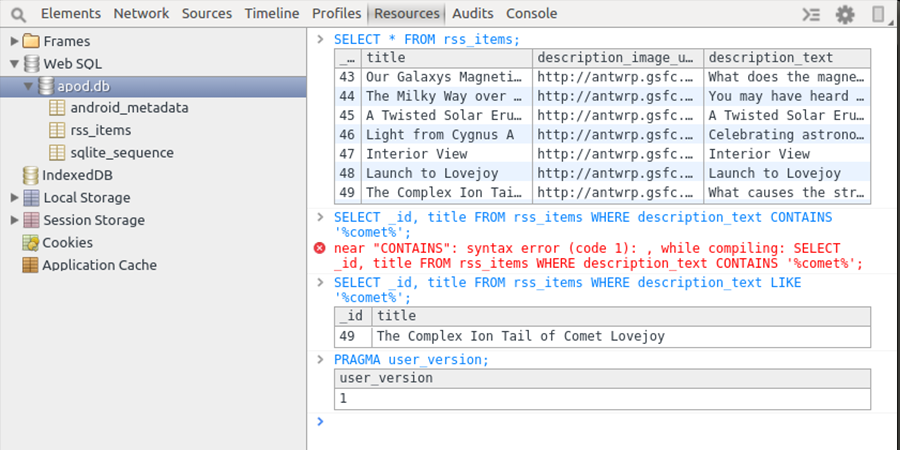 Elements Network Sources Timeline Profiles Resources Audits Console
Frames
Web SQL
apod.db
android_metadata
rss_items
sqlite_sequence
IndexedDB
Local Storage
Session Storage
Cookies
Application Cache
> SELECT * FROM rss_items;
_… title description_image_u… description_text
43 Our Galaxys Magneti… http://antwrp.gsfc.… What does the magne…
44 The Milky Way over … http://antwrp.gsfc.… You may have heard …
45 A Twisted Solar Eru… http://antwrp.gsfc.… A Twisted Solar Eru…
46 Light from Cygnus A http://antwrp.gsfc.… Celebrating astrono…
47 Interior View http://antwrp.gsfc.… Interior View
48 Launch to Lovejoy http://antwrp.gsfc.… Launch to Lovejoy
49 The Complex Ion Tai… http://antwrp.gsfc.… What causes the str…
> SELECT _id, title FROM rss_items WHERE description_text CONTAINS
'%comet%';
near "CONTAINS": syntax error (code 1): , while compiling: SELECT
_id, title FROM rss_items WHERE description_text CONTAINS '%comet%';
> SELECT _id, title FROM rss_items WHERE description_text LIKE
'%comet%';
_id title
49 The Complex Ion Tail of Comet Lovejoy
> PRAGMA user_version;
user_version
1
>